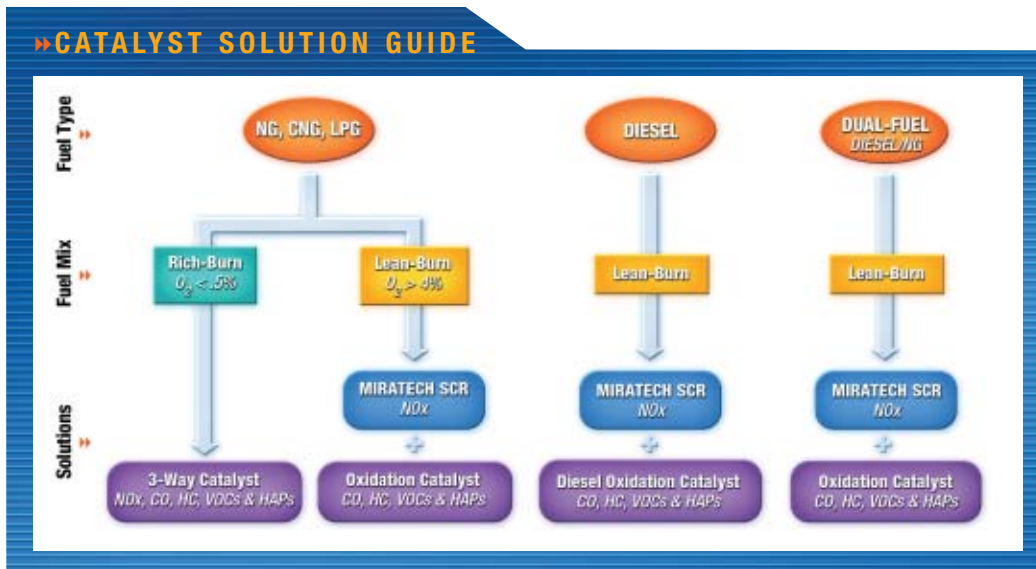 CATALYST SOLUTION GUIDE
Fuel Type
NG, CNG, LPG
DIESEL
DUAL-FUEL
DIESEL/NG
Fuel Mix
Rich-Burn
O2 < .5%
Lean-Burn
O2 > 4%
Lean-Burn
Lean-Burn
Solutions
MIRATECH SCR
NOx
MIRATECH SCR
NOx
MIRATECH SCR
NOx
+
+
+
3-Way Catalyst
NOx, CO, HC, VOCs & HAPs
Oxidation Catalyst
CO, HC, VOCs & HAPs
Diesel Oxidation Catalyst
CO, HC, VOCs & HAPs
Oxidation Catalyst
CO, HC, VOCs & HAPs